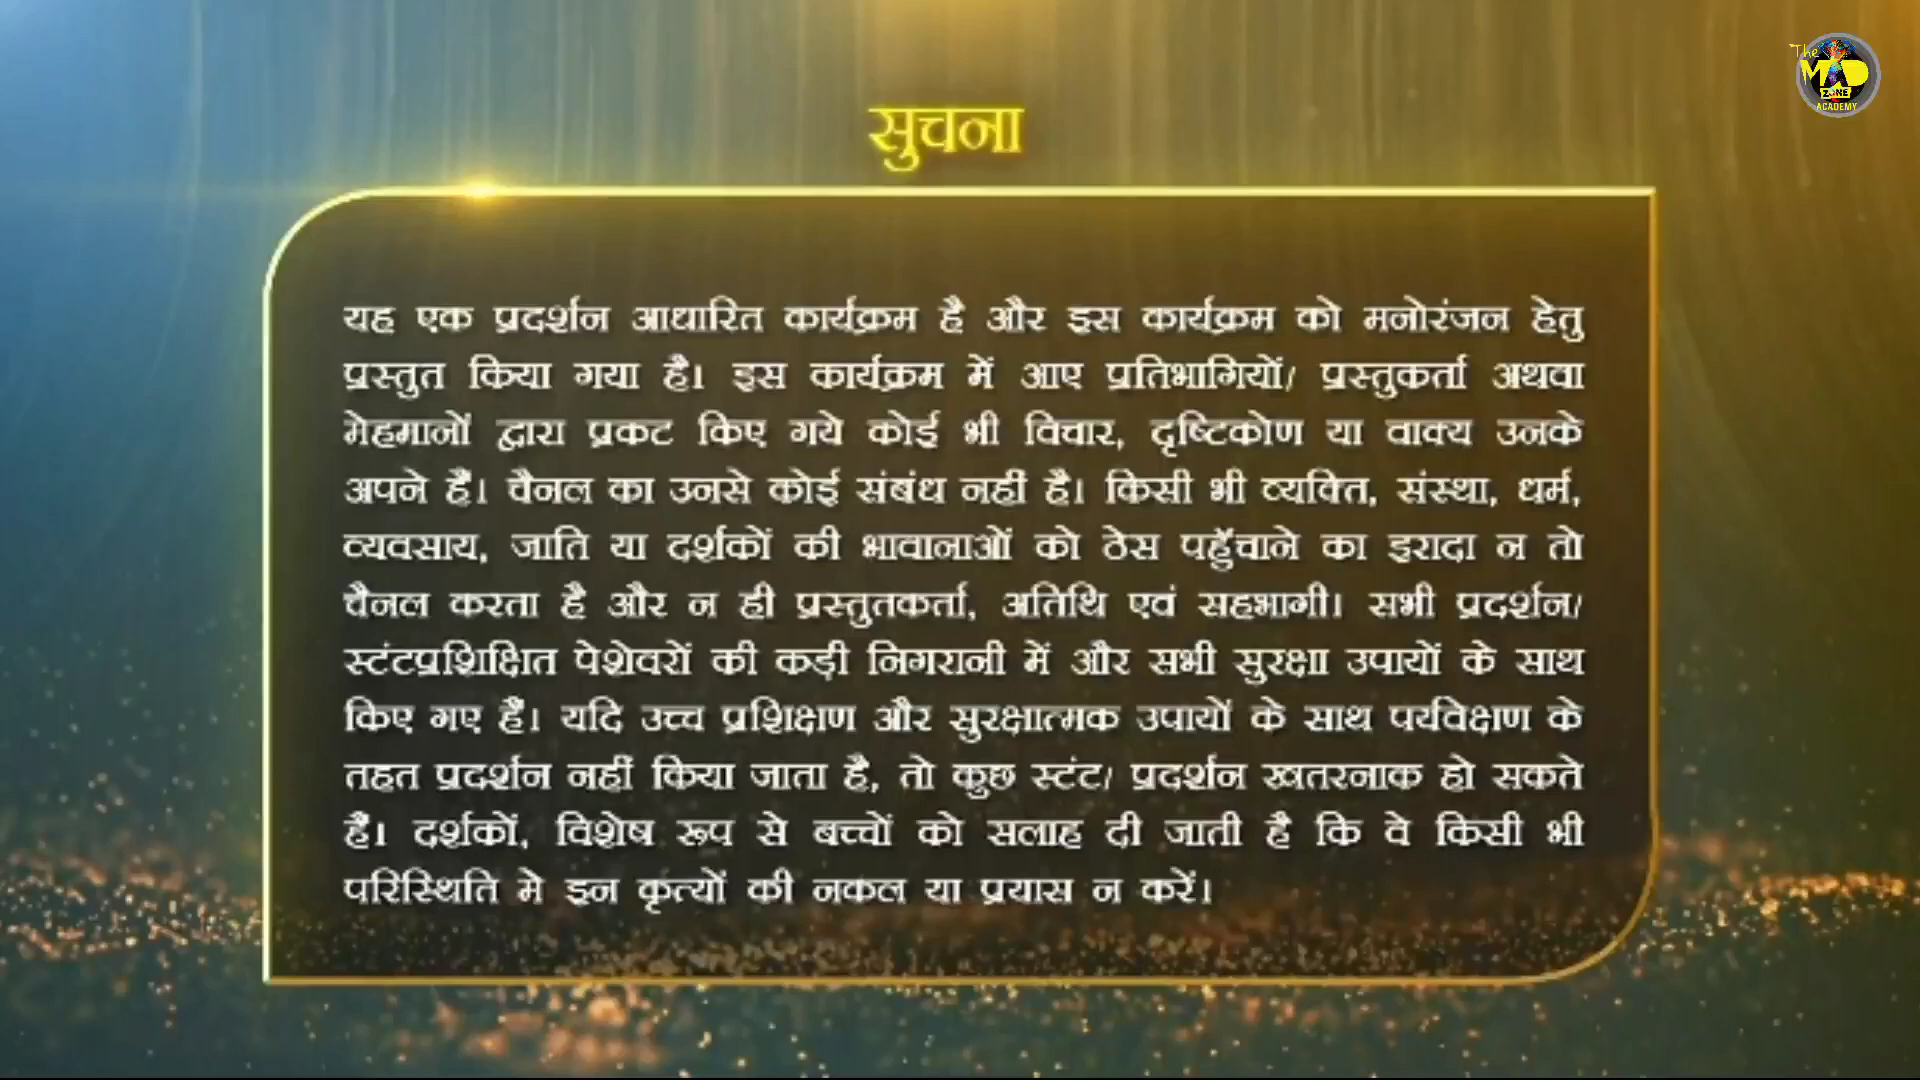 The
MAD
ZONE
ACADEMY
सुचना
यह एक प्रदर्शन आधारित कार्यक्रम है और इस कार्यक्रम को मनोरंजन हेतु
प्रस्तुत किया गया है। इस कार्यक्रम में आए प्रतिभागियों/ प्रस्तुकर्ता अथवा
मेहमानों द्वारा प्रकट किए गये कोई भी विचार, दृष्टिकोण या वाक्य उनके
अपने हैं। चैनल का उनसे कोई संबंध नहीं है। किसी भी व्यक्ति, संस्था, धर्म,
व्यवसाय, जाति या दर्शकों की भावानाओं को ठेस पहुँचाने का इरादा न तो
चैनल करता है और न ही प्रस्तुतकर्ता, अतिथि एवं सहभागी। सभी प्रदर्शन/
स्टंटप्रशिक्षित पेशेवरों की कड़ी निगरानी में और सभी सुरक्षा उपायों के साथ
किए गए हैं। यदि उच्च प्रशिक्षण और सुरक्षात्मक उपायों के साथ पर्यवेक्षण के
तहत प्रदर्शन नहीं किया जाता है, तो कुछ स्टंट/ प्रदर्शन खतरनाक हो सकते
हैं। दर्शकों, विशेष रूप से बच्चों को सलाह दी जाती है कि वे किसी भी
परिस्थिति मे इन कृत्यों की नकल या प्रयास न करें।